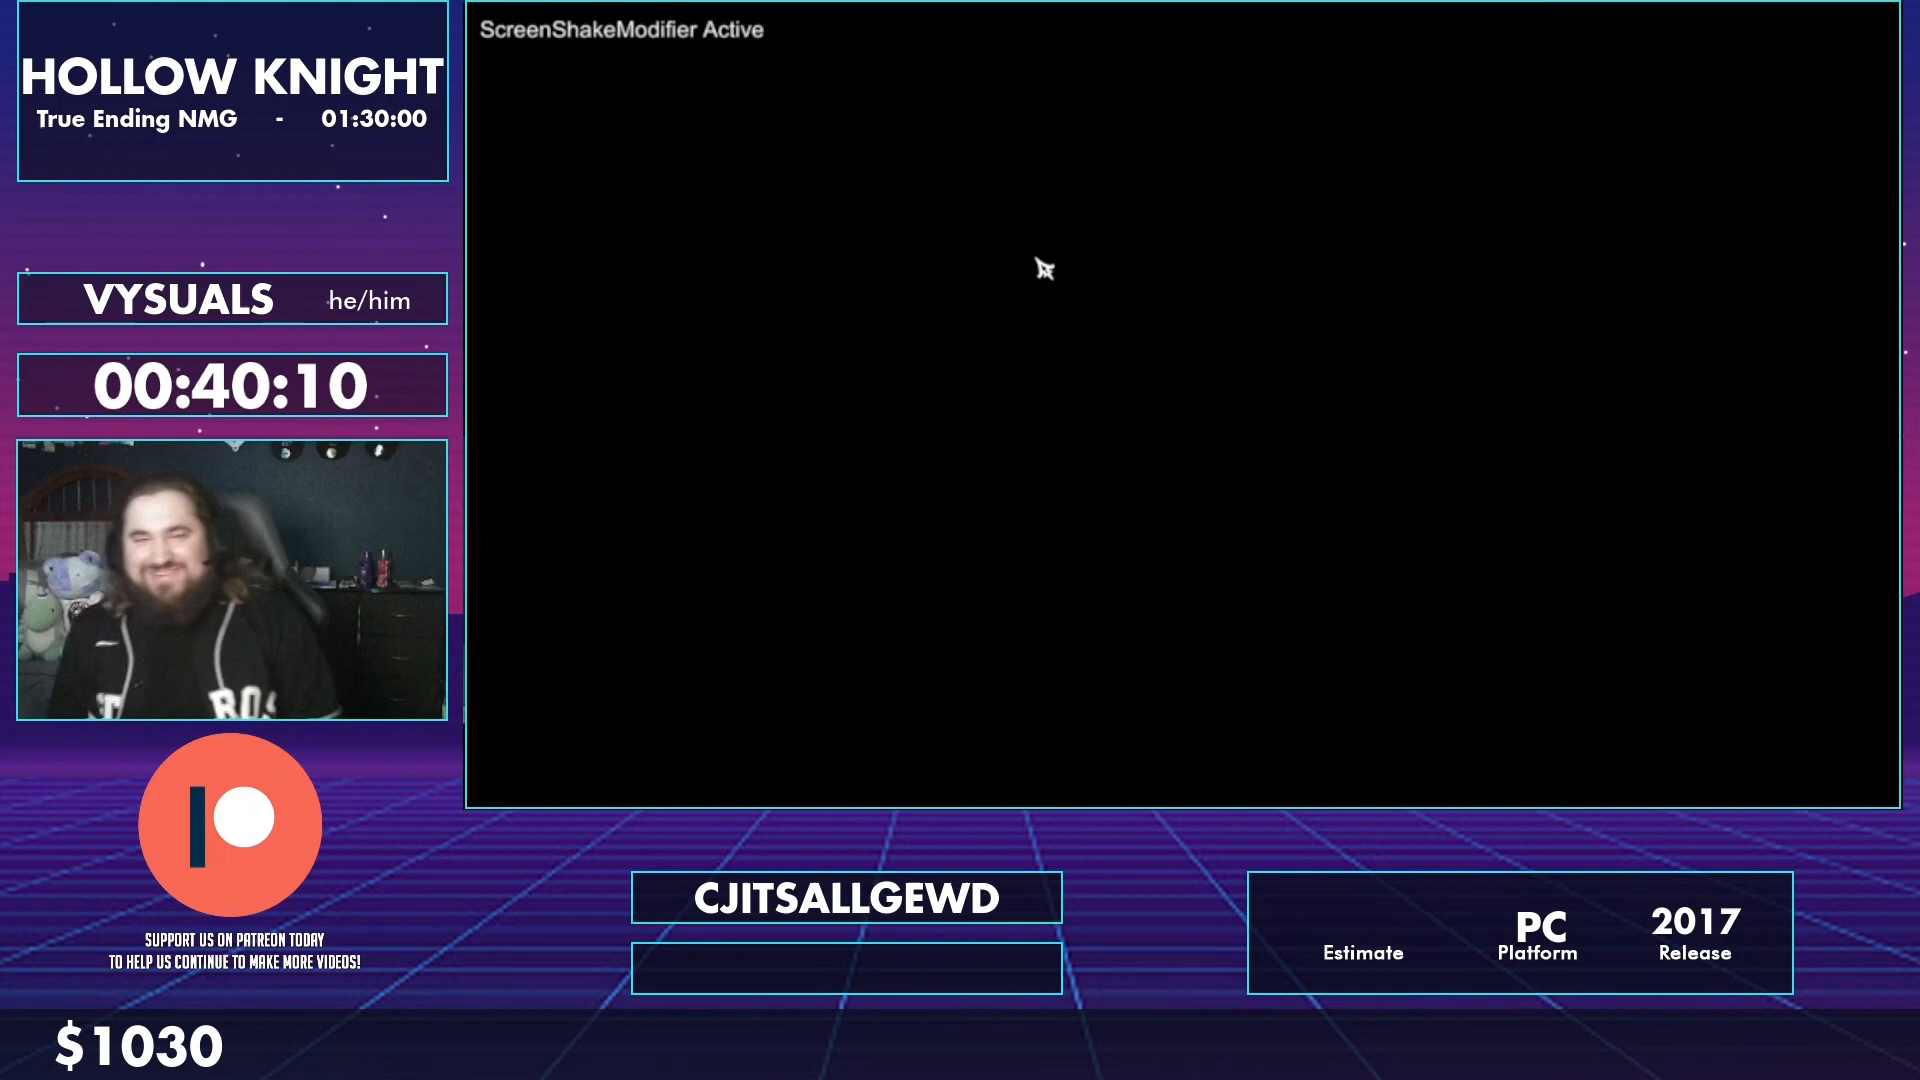 HOLLOW KNIGHT
True Ending NMG - 01:30:00
VYSUALS he/him
00:40:10
SUPPORT US ON PATREON TODAY
TO HELP US CONTINUE TO MAKE MORE VIDEOS!
$1030
ScreenShakeModifier Active
CJITSALLGEWD
Estimate
PC
Platform
2017
Release